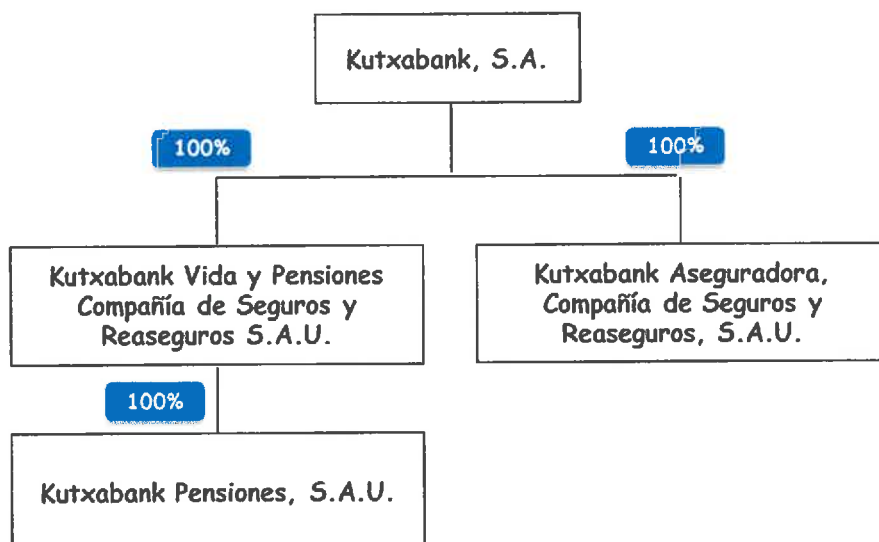 Kutxabank, S.A.
100%
100%
Kutxabank Vida y Pensiones
Compañía de Seguros y
Reaseguros S.A.U.
Kutxabank Aseguradora,
Compañía de Seguros y
Reaseguros, S.A.U.
100%
Kutxabank Pensiones, S.A.U.